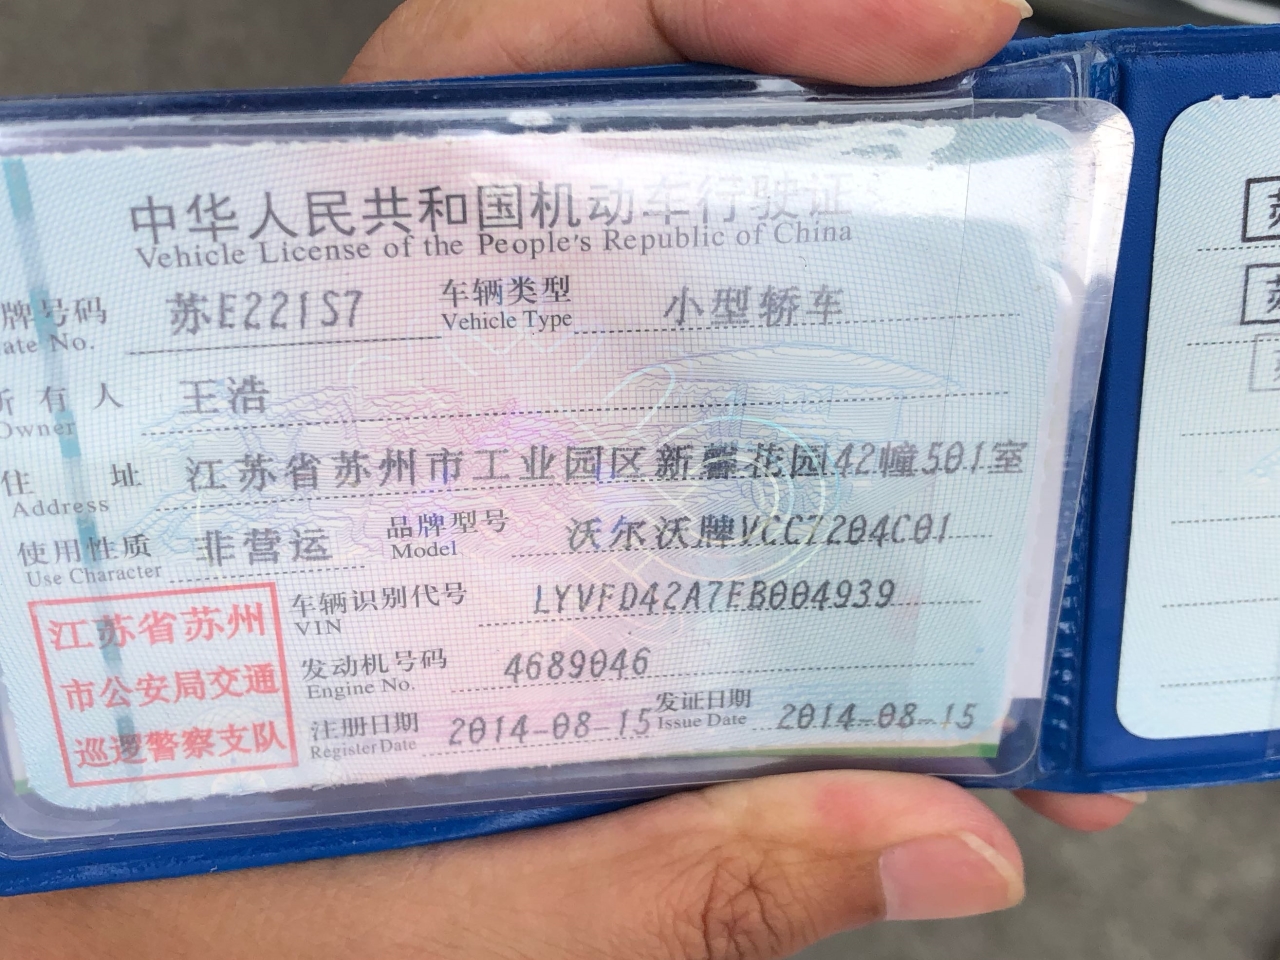 中华人民共和国机动车行驶证
Vehicle License of the People's Republic of China
牌号码 苏E221S7 车辆类型 小型轿车
ate No. Vehicle Type
所有人 王浩
Owner
住址 江苏省苏州市工业园区新馨花园42幢501室
Address
使用性质 非营运 品牌型号 沃尔沃牌VCC7204C01
Use Character Model
车辆识别代号 LYVFD42A7EB004939
VIN
发动机号码 4689046
Engine No.
注册日期 2014-08-15 发证日期 2014-08-15
Register Date Issue Date
江苏省苏州
市公安局交通
巡逻警察支队